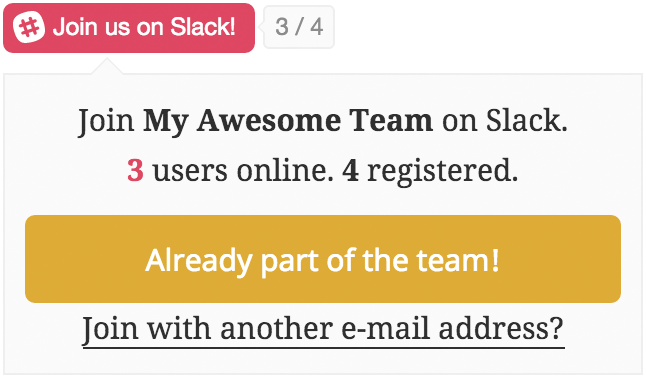 Join us on Slack! 3 / 4
Join My Awesome Team on Slack.
3 users online. 4 registered.
Already part of the team!
Join with another e-mail address?